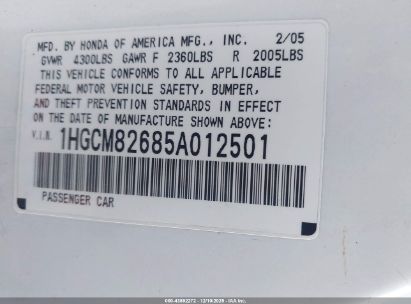 MFD. BY HONDA OF AMERICA MFG., INC. 2/05
GVWR 4300LBS GAWR F 2360LBS R 2005LBS
THIS VEHICLE CONFORMS TO ALL APPLICABLE
FEDERAL MOTOR VEHICLE SAFETY, BUMPER,
AND THEFT PREVENTION STANDARDS IN EFFECT
ON THE DATE OF MANUFACTURE SHOWN ABOVE:
V.I.N. 1HGCM82685A012501
PASSENGER CAR